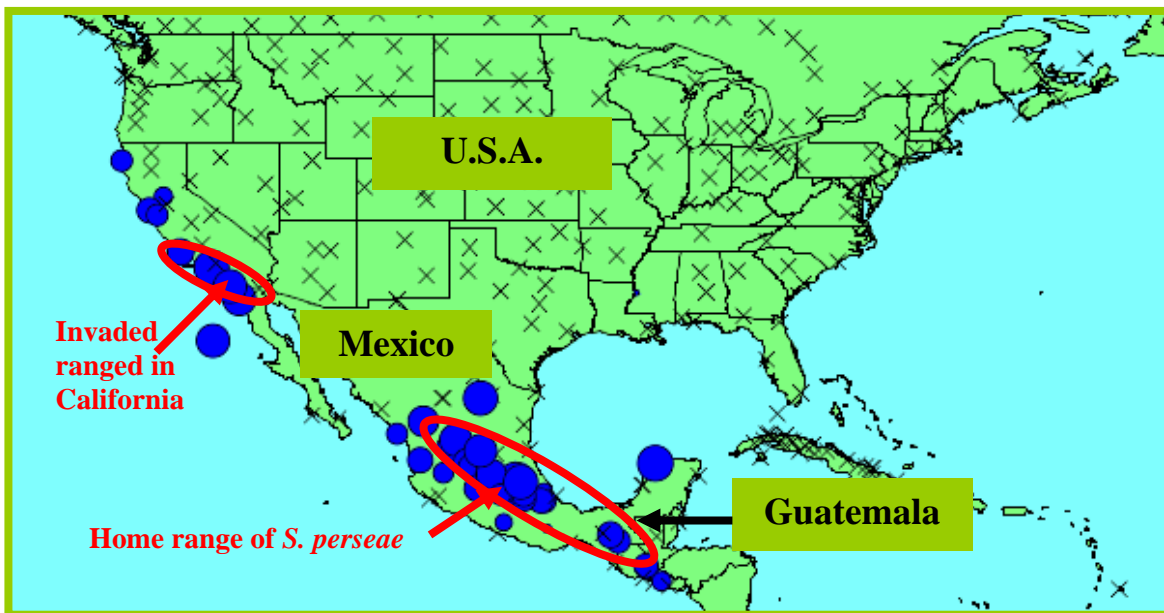 U.S.A.
Invaded
ranged in
California
Mexico
Home range of S. perseae
Guatemala